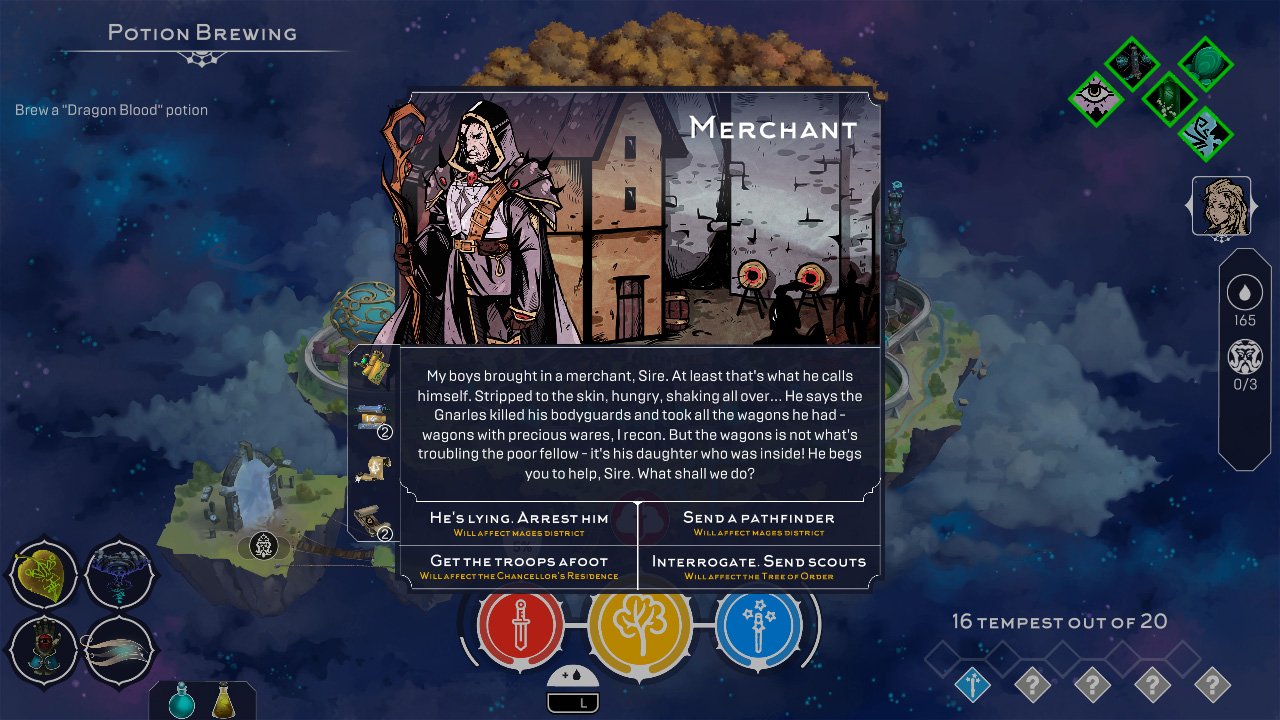 Potion Brewing
Brew a "Dragon Blood" potion
Merchant
165
0/3
My boys brought in a merchant, Sire. At least that's what he calls
himself. Stripped to the skin, hungry, shaking all over... He says the
Gnarles killed his bodyguards and took all the wagons he had -
wagons with precious wares, I recon. But the wagons is not what's
troubling the poor fellow - it's his daughter who was inside! He begs
you to help, Sire. What shall we do?
2
2
He's lying. Arrest him
Will affect Mages District
Send a pathfinder
Will affect Mages District
Get the troops afoot
Will affect the Chancellor's Residence
Interrogate. Send scouts
Will affect the Tree of Order
16 tempest out of 20
? ? ? ?
+
L